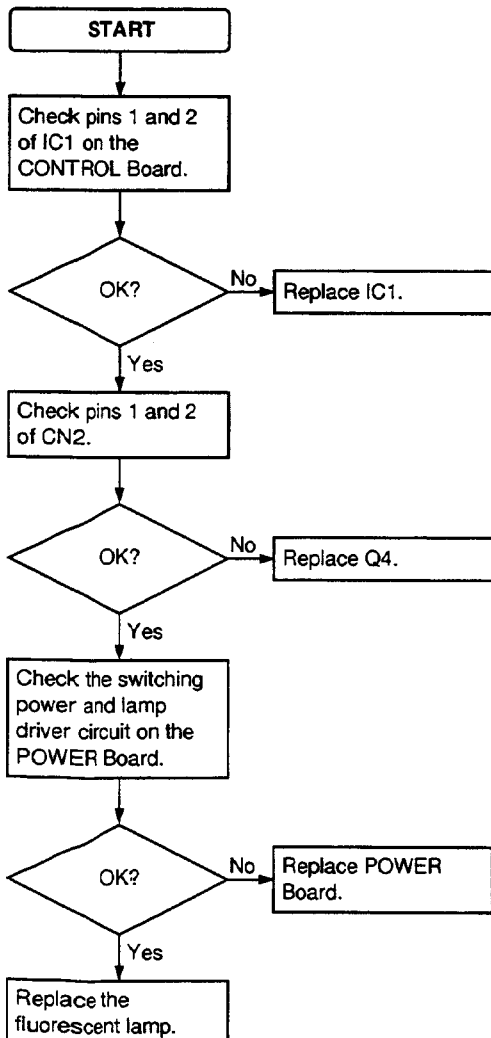 START
Check pins 1 and 2
of IC1 on the
CONTROL Board.
OK?
No
Replace IC1.
Yes
Check pins 1 and 2
of CN2.
OK?
No
Replace Q4.
Yes
Check the switching
power and lamp
driver circuit on the
POWER Board.
OK?
No
Replace POWER
Board.
Yes
Replace the
fluorescent lamp.